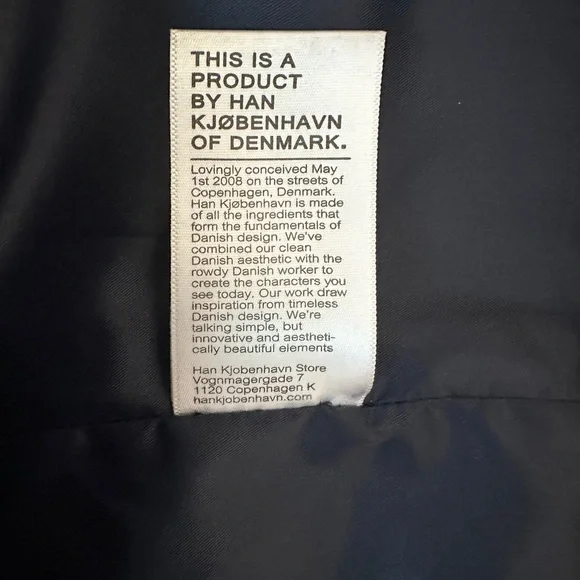 THIS IS A
PRODUCT
BY HAN
KJØBENHAVN
OF DENMARK.
Lovingly conceived May
1st 2008 on the streets of
Copenhagen, Denmark.
Han Kjøbenhavn is made
of all the ingredients that
form the fundamentals of
Danish design. We've
combined our clean
Danish aesthetic with the
rowdy Danish worker to
create the characters you
see today. Our work draw
inspiration from timeless
Danish design. We're
talking simple, but
innovative and aestheti-
cally beautiful elements
Han Kjobenhavn Store
Vognmagergade 7
1120 Copenhagen K
hankjobenhavn.com